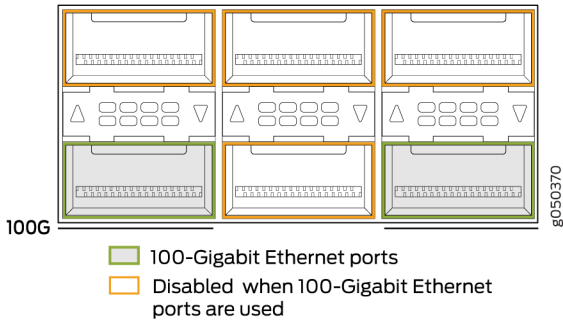 g050370
100G
100-Gigabit Ethernet ports
Disabled when 100-Gigabit Ethernet
ports are used